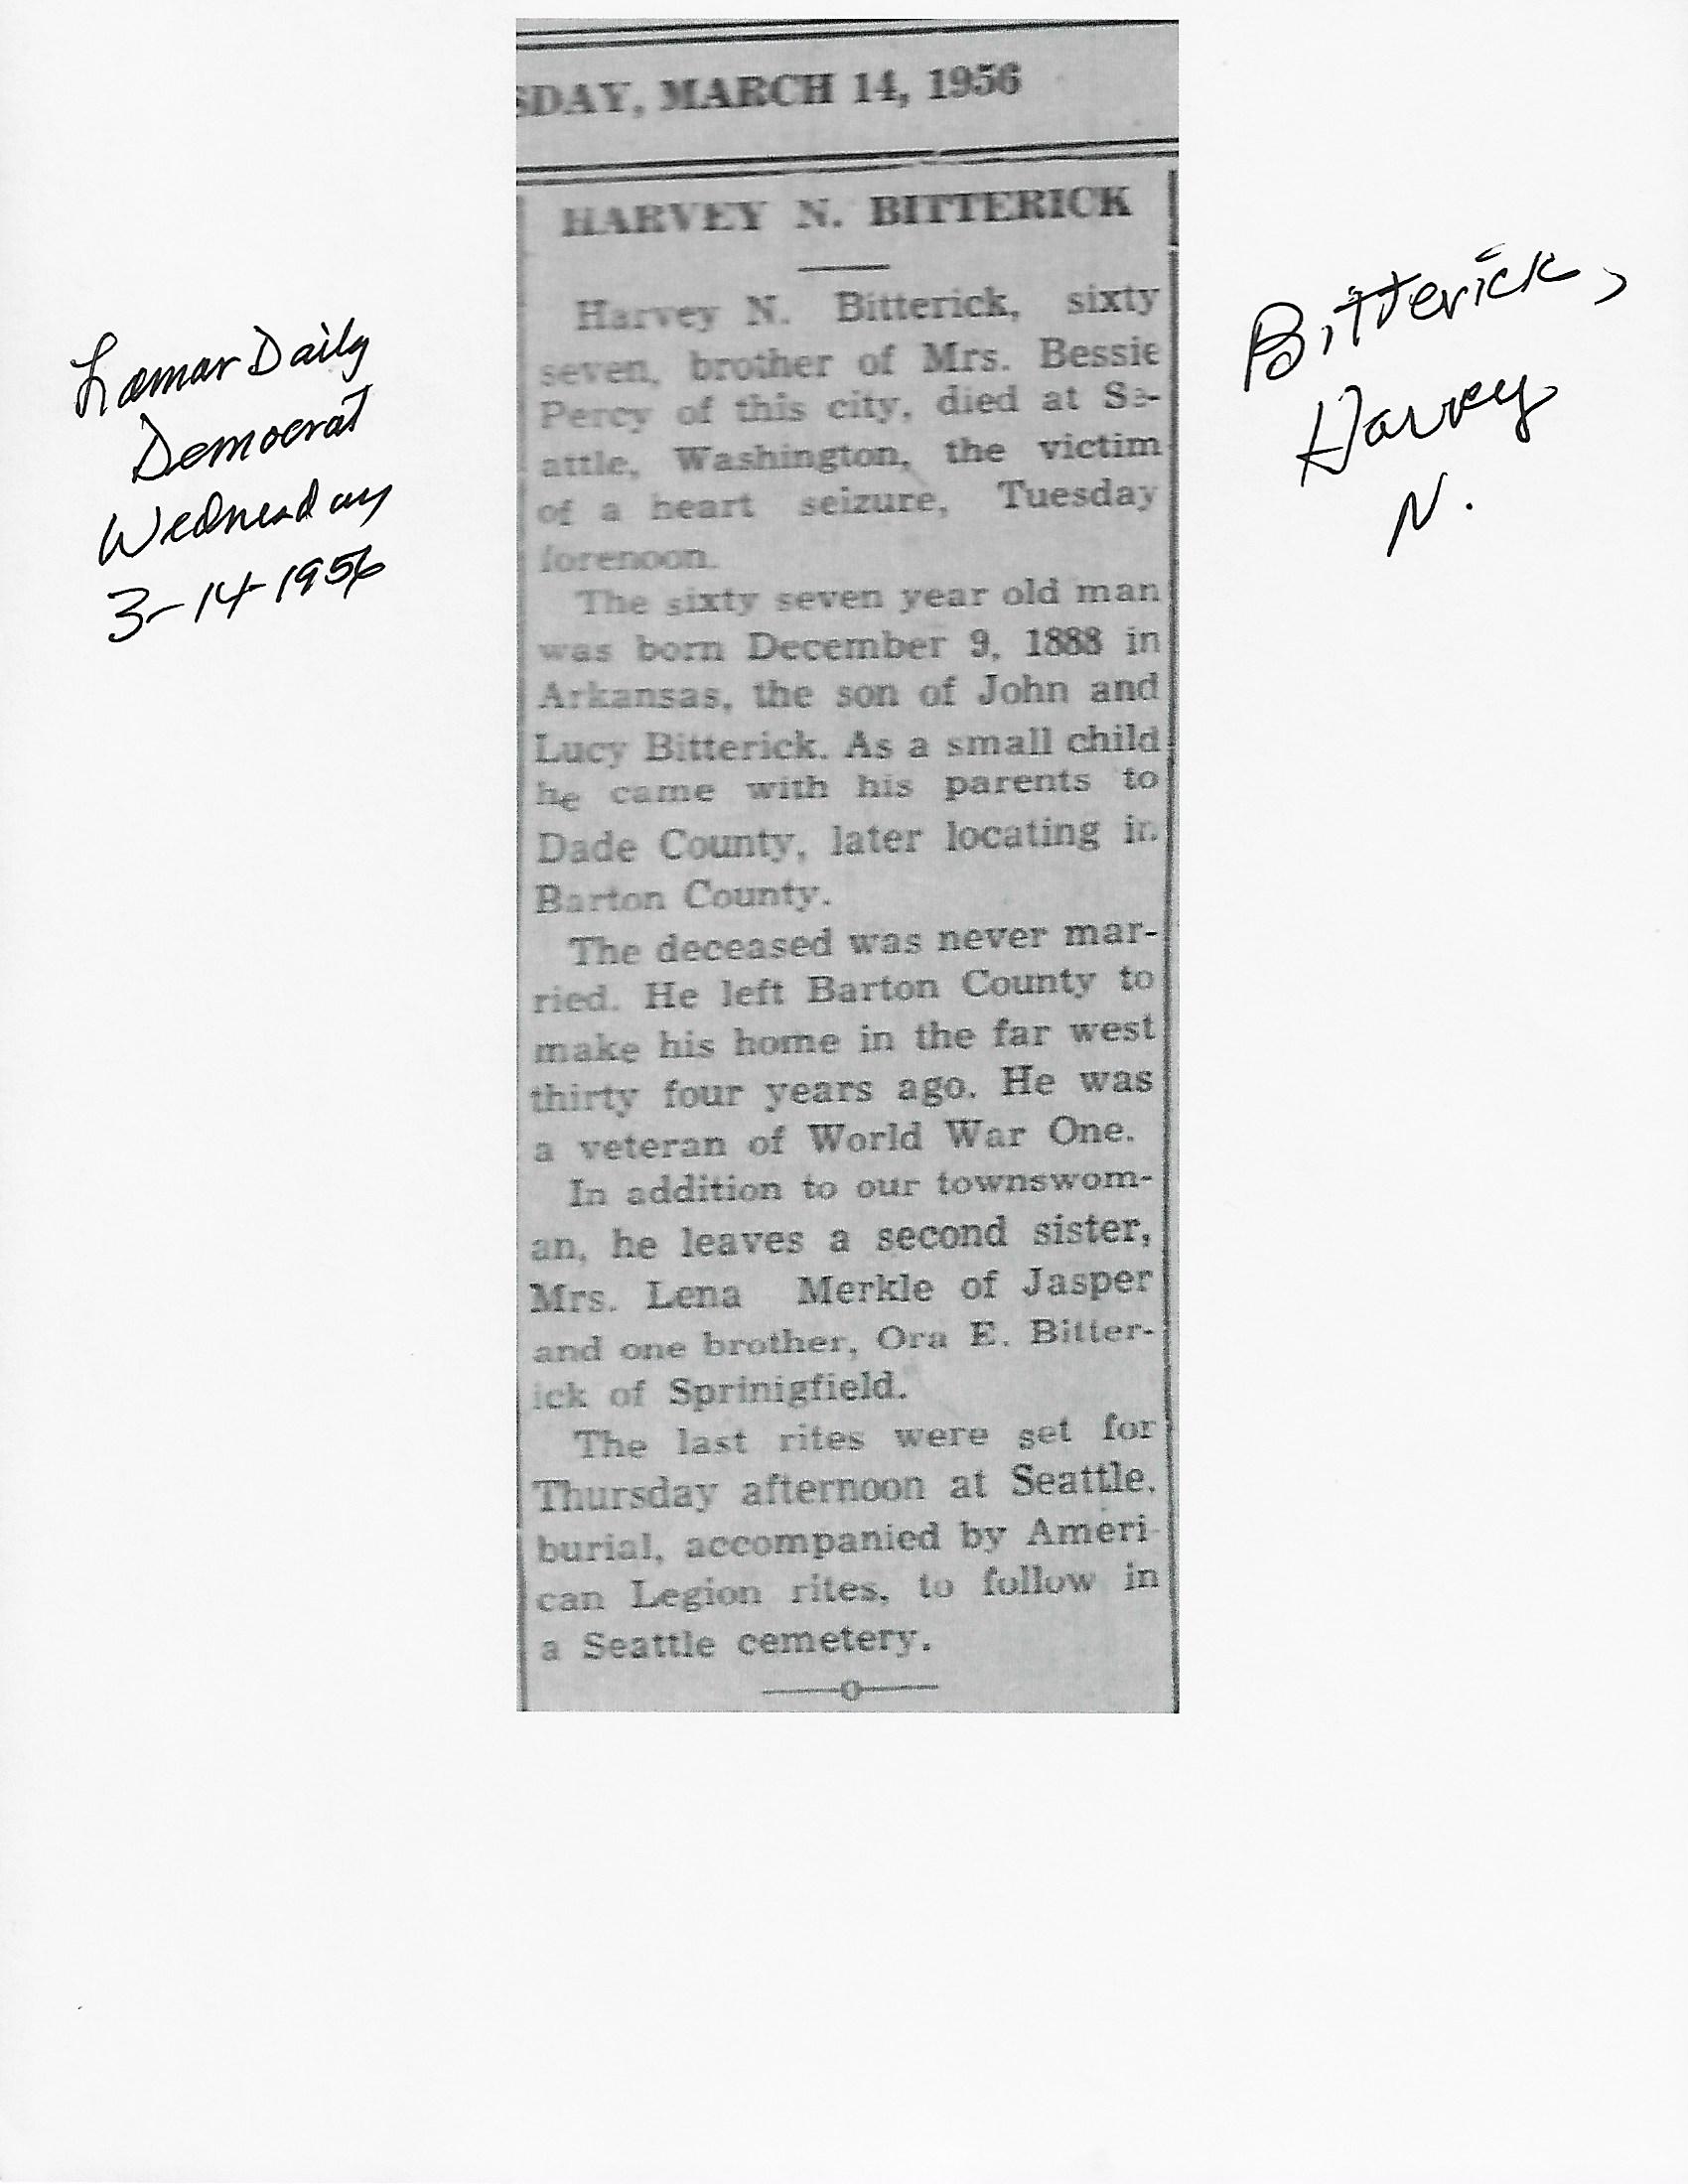 SDAY, MARCH 14, 1956
HARVEY N. BITTERICK
Harvey N. Bitterick, sixty
seven, brother of Mrs. Bessie
Percy of this city, died at Se-
attle, Washington, the victim
of a heart seizure, Tuesday
forenoon.
The sixty seven year old man
was born December 9, 1888 in
Arkansas, the son of John and
Lucy Bitterick. As a small child
he came with his parents to
Dade County, later locating in
Barton County.
The deceased was never mar-
ried. He left Barton County to
make his home in the far west
thirty four years ago. He was
a veteran of World War One.
In addition to our townswom-
an, he leaves a second sister,
Mrs. Lena Merkle of Jasper
and one brother, Ora E. Bitter-
ick of Sprinigfield.
The last rites were set for
Thursday afternoon at Seattle,
burial, accompanied by Ameri-
can Legion rites, to follow in
a Seattle cemetery.
Lamar Daily
Democrat
Wednesday
3-14-1956
Bitterick,
Harvey
N.